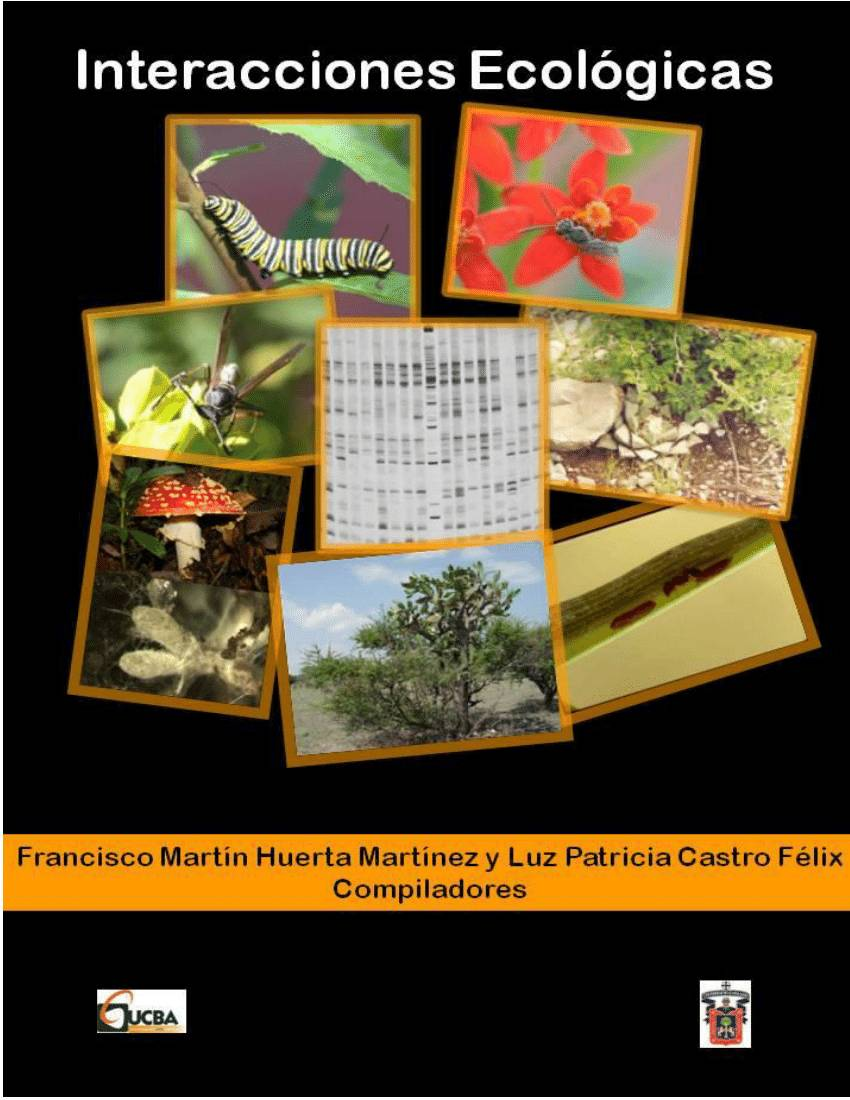 Interacciones Ecológicas
Francisco Martín Huerta Martínez y Luz Patricia Castro Félix
Compiladores
CUCBA